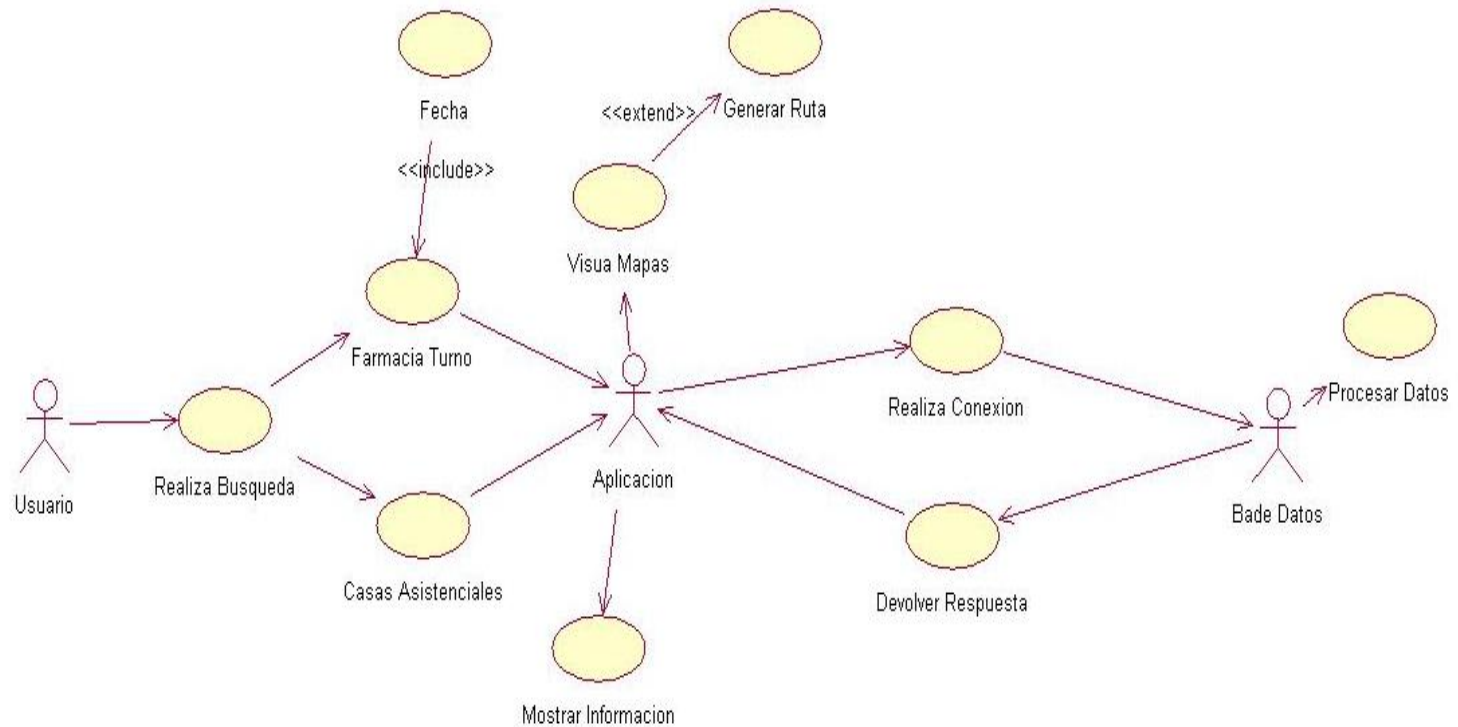 Fecha
<<extend>>
Generar Ruta
<<include>>
Visua Mapas
Farmacia Turno
Procesar Datos
Realiza Conexion
Usuario
Realiza Busqueda
Aplicacion
Bade Datos
Casas Asistenciales
Devolver Respuesta
Mostrar Informacion